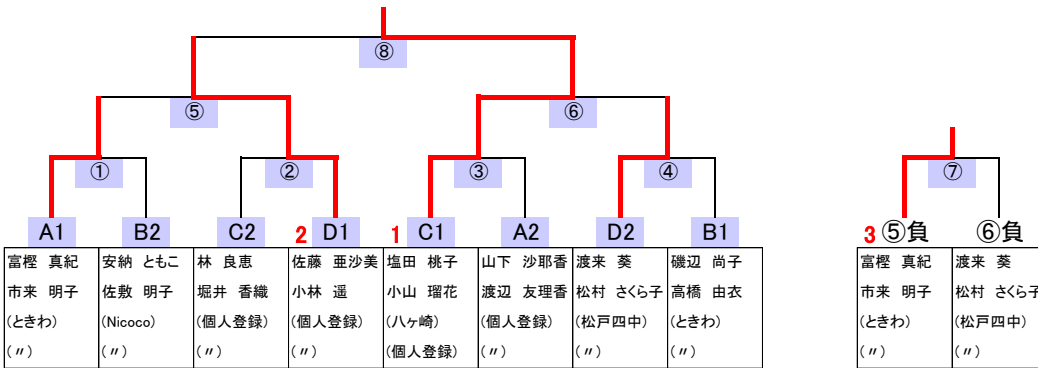 ⑧
⑤ ⑥
① ② ③ ④ ⑦
A1 B2 C2 2 D1 1 C1 A2 D2 B1 3 ⑤負 ⑥負
富樫 真紀 安納 ともこ 林 良恵 佐藤 亜沙美 塩田 桃子 山下 沙耶香 渡来 葵 磯辺 尚子 富樫 真紀 渡来 葵
市来 明子 佐敷 明子 堀井 香織 小林 遥 小山 瑠花 渡辺 友理香 松村 さくら子 高橋 由衣 市来 明子 松村 さくら子
(ときわ) (Nicoco) (個人登録) (個人登録) (八ヶ崎) (個人登録) (松戸四中) (ときわ) (ときわ) (松戸四中)
(〃) (〃) (〃) (〃) (個人登録) (〃) (〃) (〃) (〃) (〃)